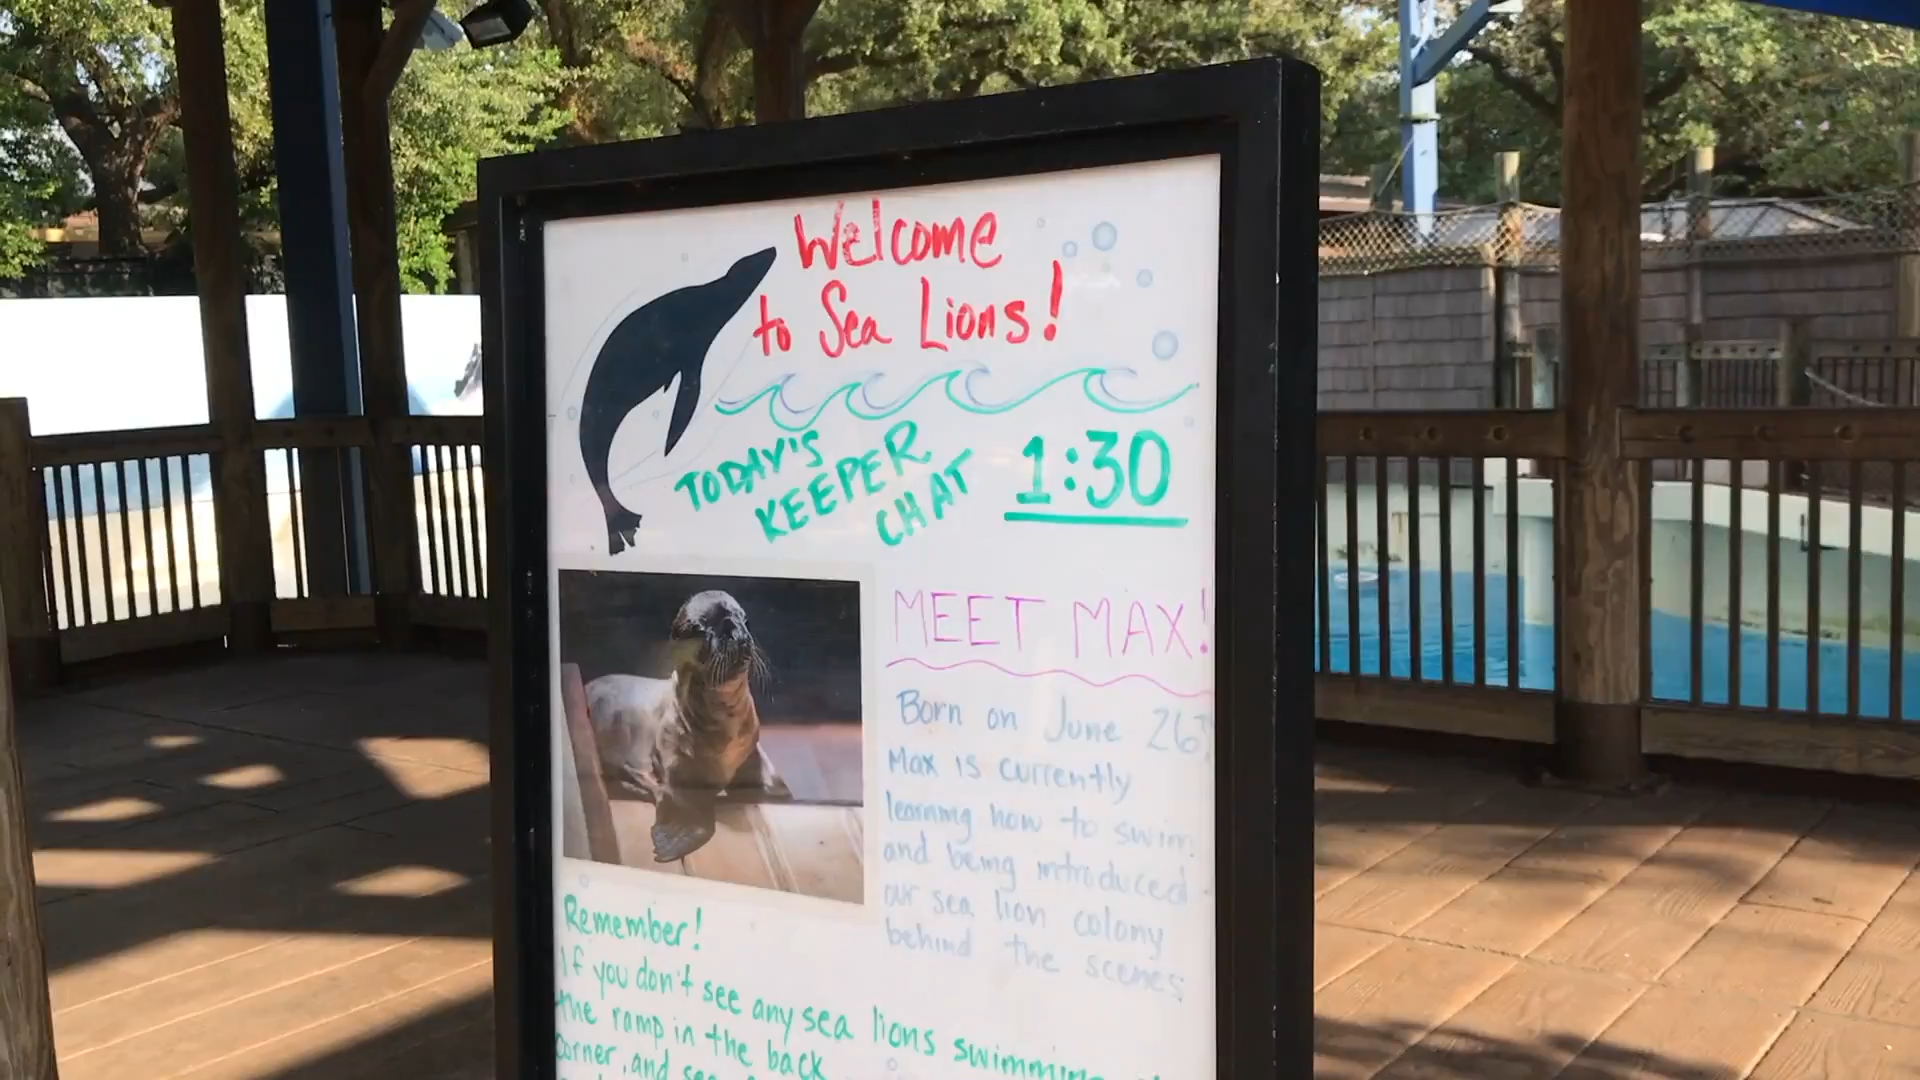 Welcome
to Sea Lions!
TODAY'S
KEEPER
CHAT
1:30
MEET MAX!
Born on June 26
Max is currently
learning how to swim
and being introduced
our sea lion colony
behind the scenes
Remember!
If you don't see any sea lions swimming
the ramp in the back
corner, and